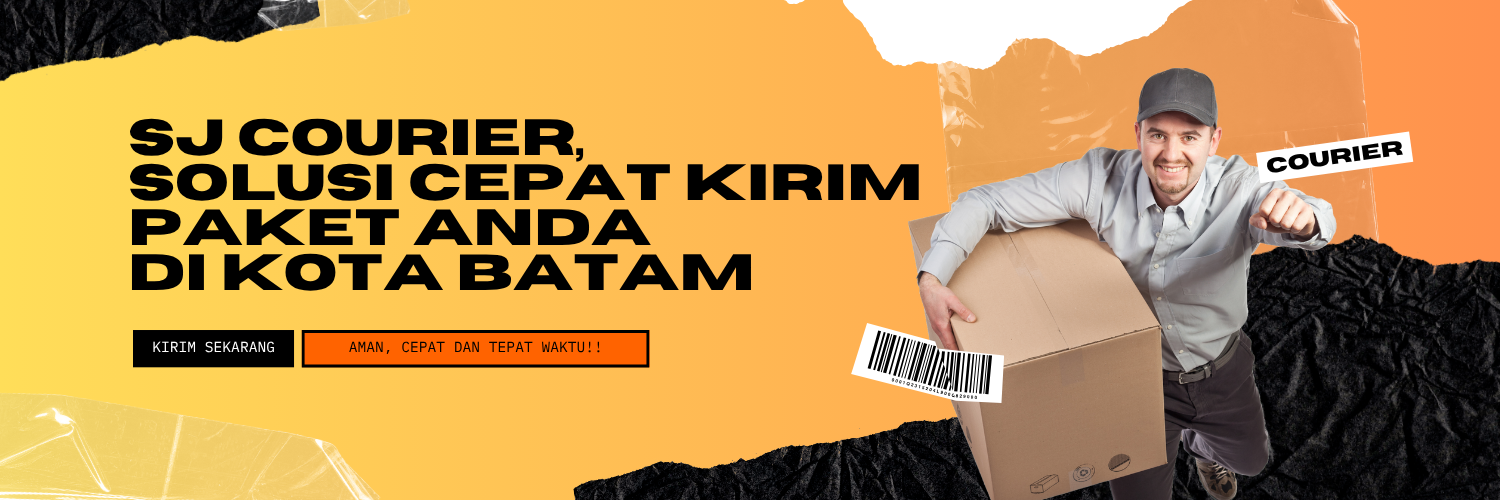 SJ COURIER,
SOLUSI CEPAT KIRIM
PAKET ANDA
DI KOTA BATAM
KIRIM SEKARANG
AMAN, CEPAT DAN TEPAT WAKTU!!
COURIER